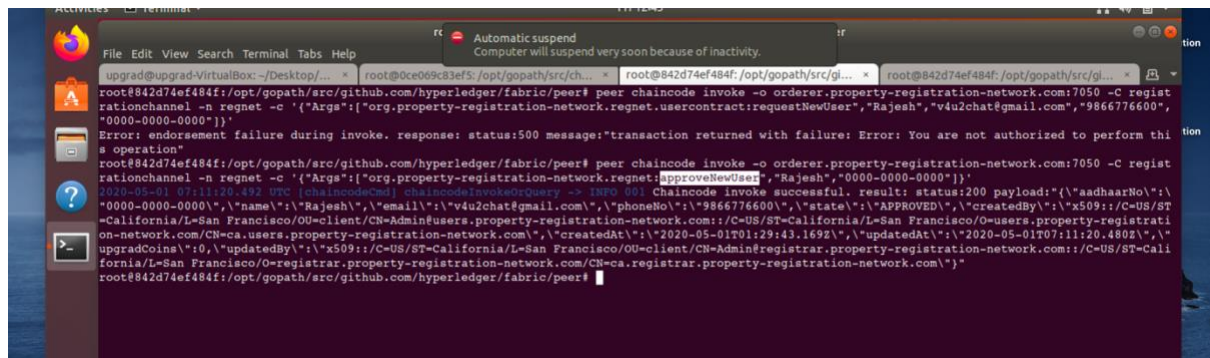 Activities Terminal
Fri 12:43
Automatic suspend
Computer will suspend very soon because of inactivity.
File Edit View Search Terminal Tabs Help
upgrad@upgrad-VirtualBox: ~/Desktop/... × root@0ce069c83ef5: /opt/gopath/src/ch... × root@842d74ef484f: /opt/gopath/src/gi... × root@842d74ef484f: /opt/gopath/src/gi... ×
root@842d74ef484f:/opt/gopath/src/github.com/hyperledger/fabric/peer# peer chaincode invoke -o orderer.property-registration-network.com:7050 -C regist
rationchannel -n regnet -c '{"Args":["org.property-registration-network.regnet.usercontract:requestNewUser","Rajesh","v4u2chat@gmail.com","9866776600",
"0000-0000-0000"]}'
Error: endorsement failure during invoke. response: status:500 message:"transaction returned with failure: Error: You are not authorized to perform thi
s operation"
root@842d74ef484f:/opt/gopath/src/github.com/hyperledger/fabric/peer# peer chaincode invoke -o orderer.property-registration-network.com:7050 -C regist
rationchannel -n regnet -c '{"Args":["org.property-registration-network.regnet:approveNewUser","Rajesh","0000-0000-0000"]}'
2020-05-01 07:11:20.492 UTC [chaincodeCmd] chaincodeInvokeOrQuery -> INFO 001 Chaincode invoke successful. result: status:200 payload:"{\"aadhaarNo\":\
"0000-0000-0000\",\"name\":\"Rajesh\",\"email\":\"v4u2chat@gmail.com\",\"phoneNo\":\"9866776600\",\"state\":\"APPROVED\",\"createdBy\":\"x509::/C=US/ST
=California/L=San Francisco/OU=client/CN=Admin@users.property-registration-network.com::/C=US/ST=California/L=San Francisco/O=users.property-registrati
on-network.com/CN=ca.users.property-registration-network.com\",\"createdAt\":\"2020-05-01T01:29:43.169Z\",\"updatedAt\":\"2020-05-01T07:11:20.480Z\",\"
upgradCoins\":0,\"updatedBy\":\"x509::/C=US/ST=California/L=San Francisco/OU=client/CN=Admin@registrar.property-registration-network.com::/C=US/ST=Cali
fornia/L=San Francisco/O=registrar.property-registration-network.com/CN=ca.registrar.property-registration-network.com\"}"
root@842d74ef484f:/opt/gopath/src/github.com/hyperledger/fabric/peer#